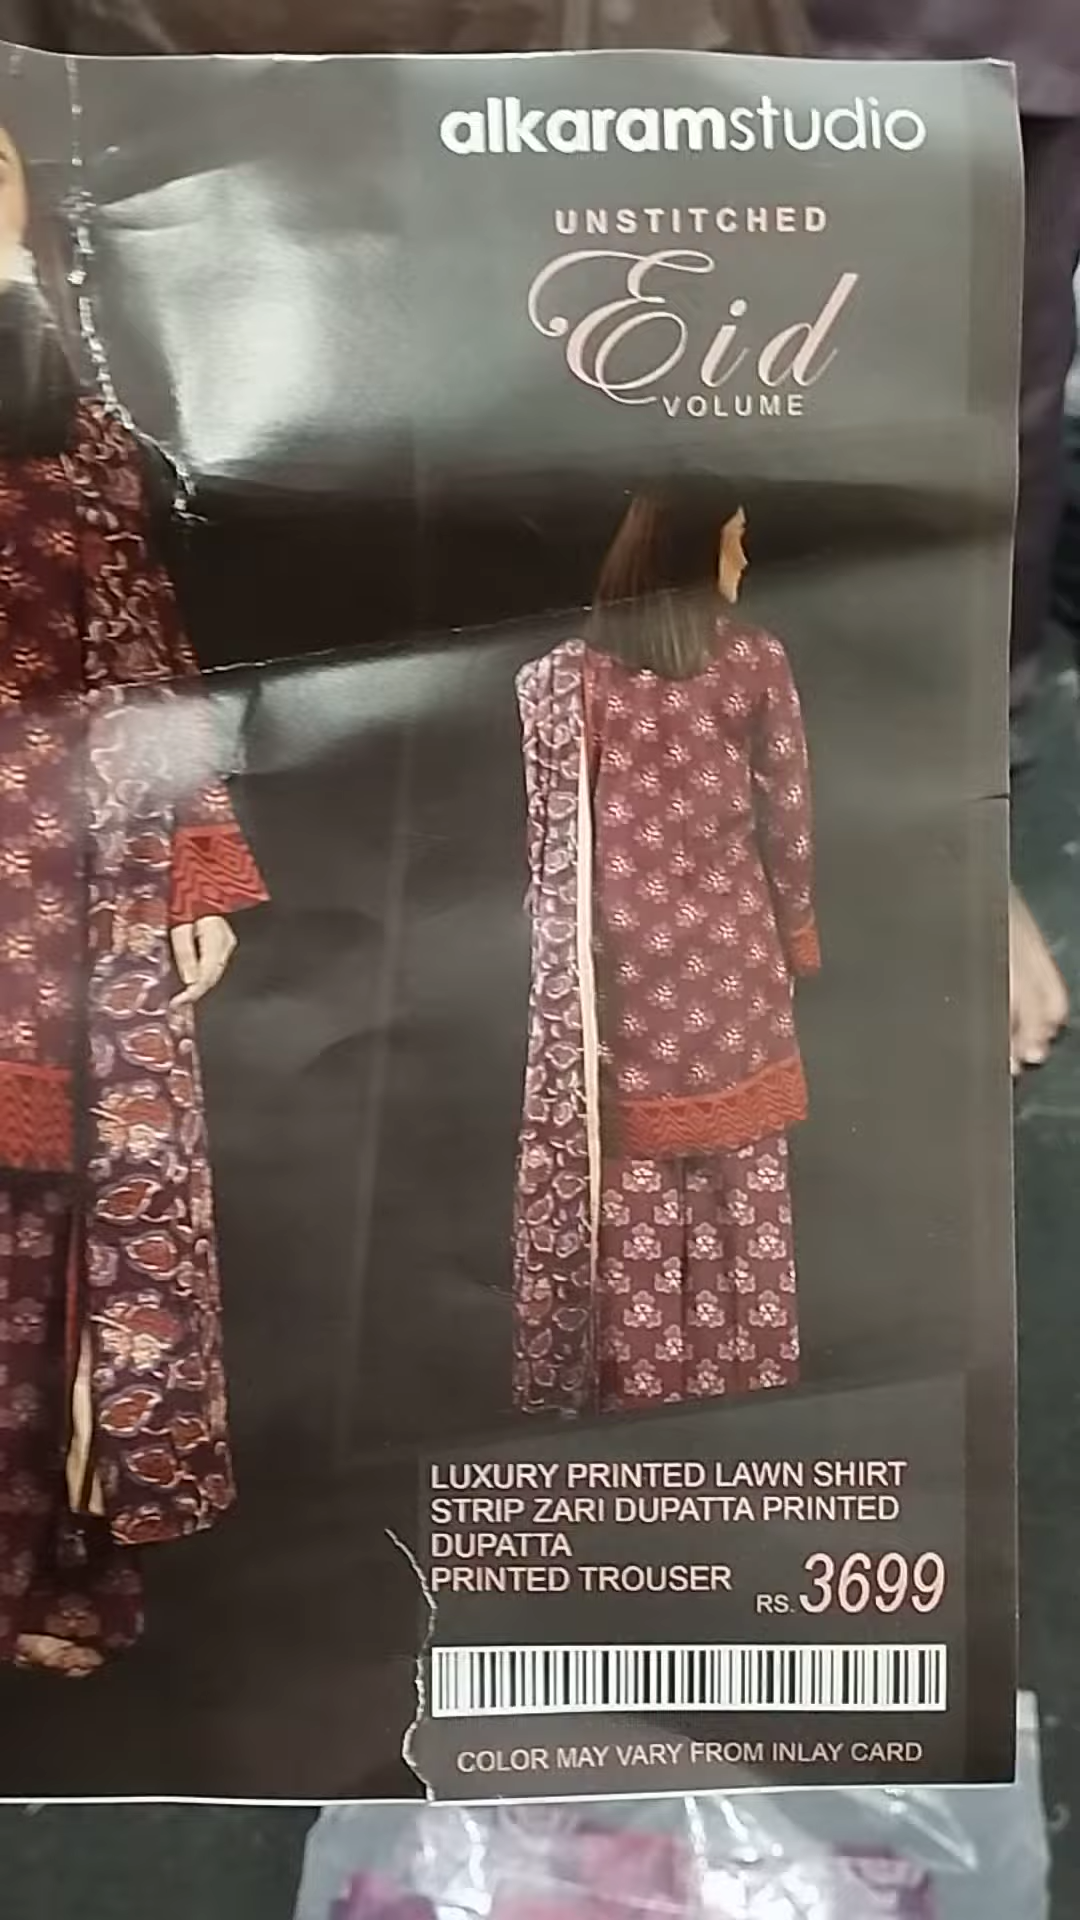 alkaramstudio
UNSTITCHED
Eid
VOLUME
LUXURY PRINTED LAWN SHIRT
STRIP ZARI DUPATTA PRINTED
DUPATTA
PRINTED TROUSER RS.3699
COLOR MAY VARY FROM INLAY CARD